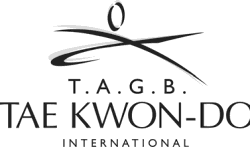 T.A.G.B.
TAE KWON-DO
INTERNATIONAL